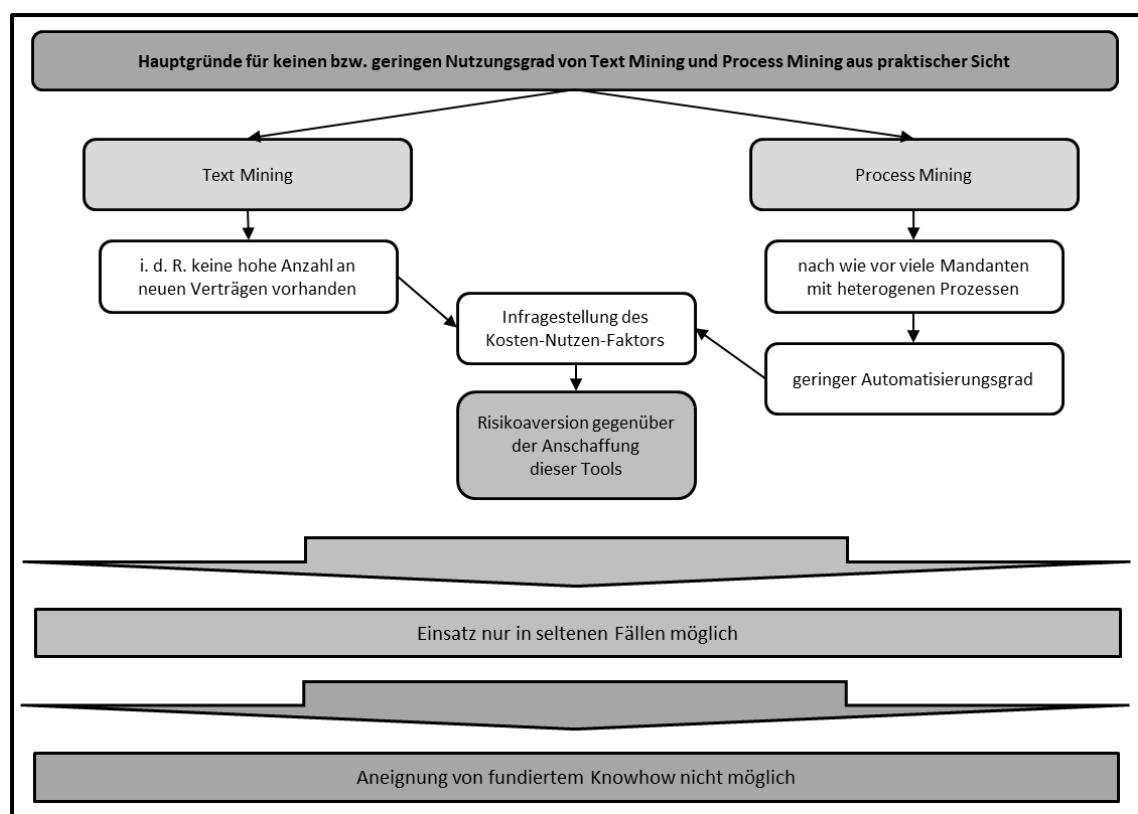 Hauptgründe für keinen bzw. geringen Nutzungsgrad von Text Mining und Process Mining aus praktischer Sicht
Text Mining
Process Mining
i. d. R. keine hohe Anzahl an
neuen Verträgen vorhanden
nach wie vor viele Mandanten
mit heterogenen Prozessen
Infragestellung des
Kosten-Nutzen-Faktors
geringer Automatisierungsgrad
Risikoaversion gegenüber
der Anschaffung
dieser Tools
Einsatz nur in seltenen Fällen möglich
Aneignung von fundiertem Knowhow nicht möglich